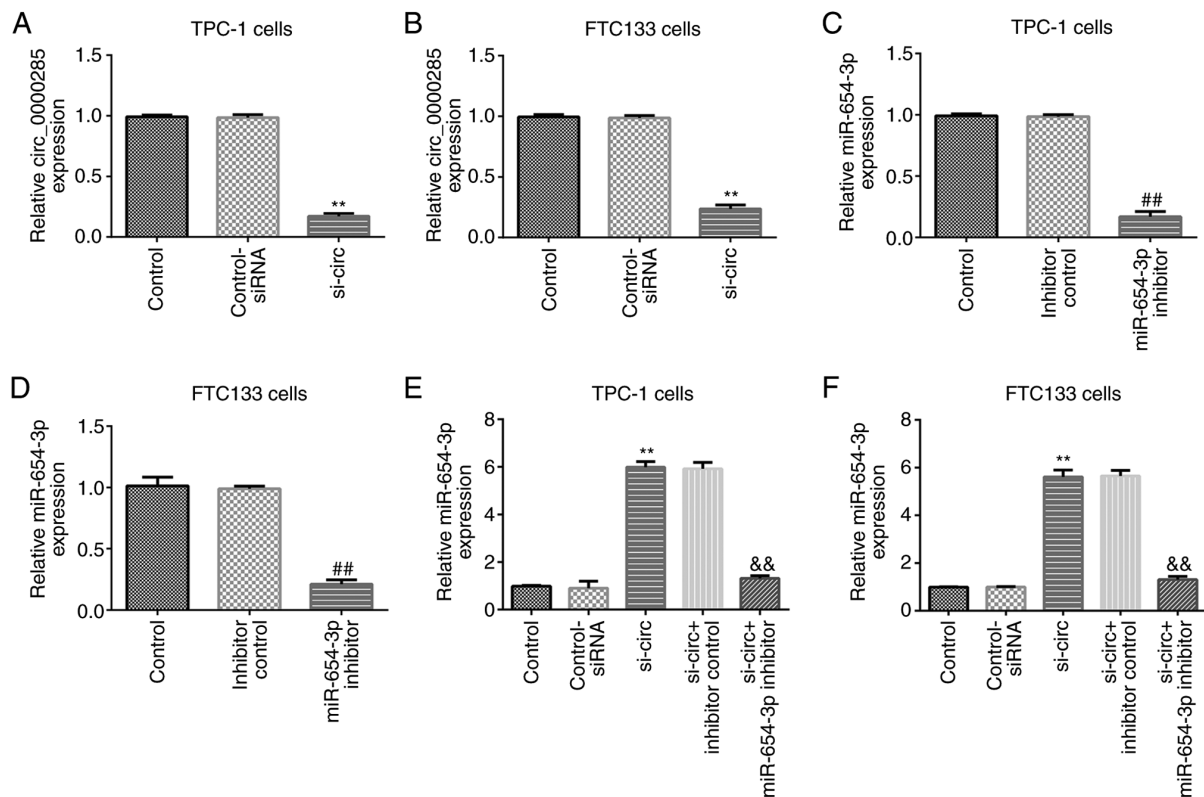 A
TPC-1 cells
Relative circ_0000285
expression
1.5
1.0
0.5
0.0
**
Control
Control-
siRNA
si-circ
B
FTC133 cells
Relative circ_0000285
expression
1.5
1.0
0.5
0.0
**
Control
Control-
siRNA
si-circ
C
TPC-1 cells
Relative miR-654-3p
expression
1.5
1.0
0.5
0.0
##
Control
Inhibitor
control
miR-654-3p
inhibitor
D
FTC133 cells
Relative miR-654-3p
expression
1.5
1.0
0.5
0.0
##
Control
Inhibitor
control
miR-654-3p
inhibitor
E
TPC-1 cells
Relative miR-654-3p
expression
8
6
4
2
0
**
&&
Control
Control-
siRNA
si-circ
si-circ+
inhibitor control
si-circ+
miR-654-3p inhibitor
F
FTC133 cells
Relative miR-654-3p
expression
8
6
4
2
0
**
&&
Control
Control-
siRNA
si-circ
si-circ+
inhibitor control
si-circ+
miR-654-3p inhibitor